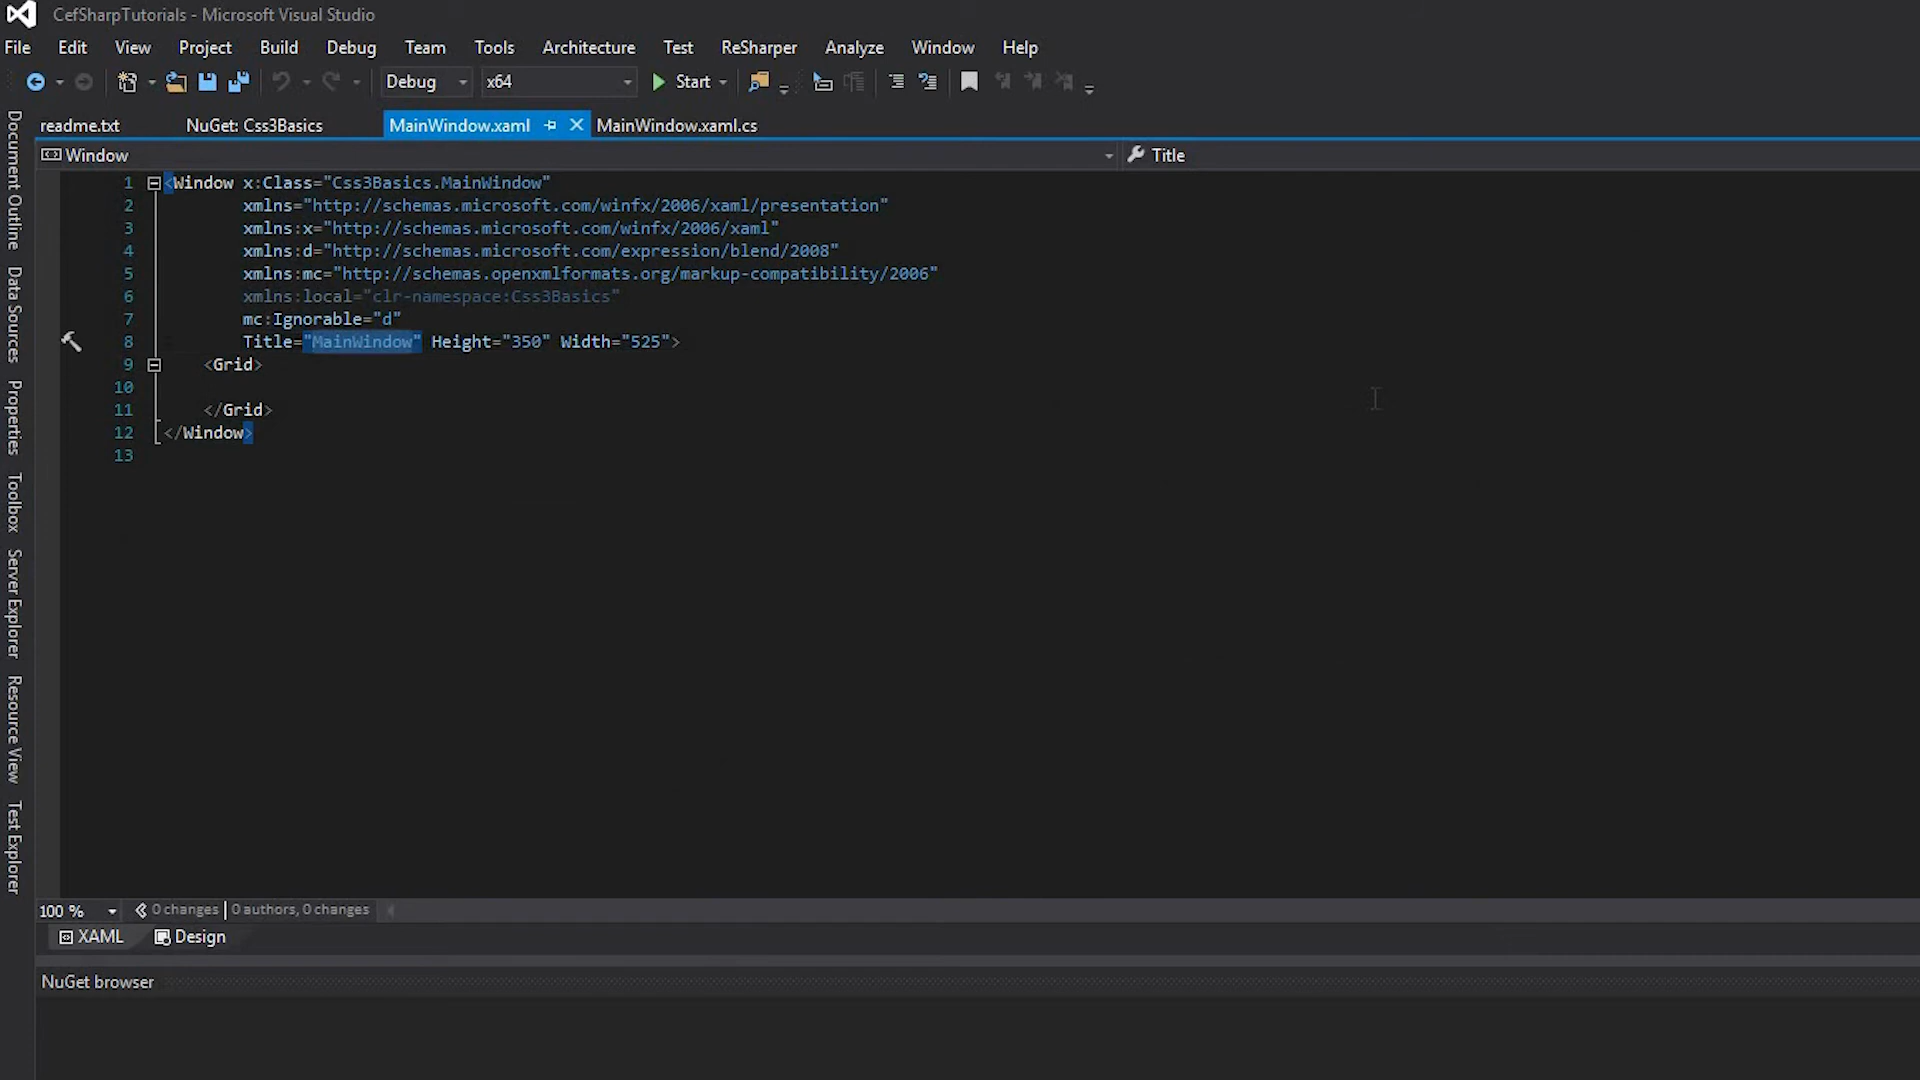 CefSharpTutorials - Microsoft Visual Studio
File Edit View Project Build Debug Team Tools Architecture Test ReSharper Analyze Window Help
Debug x64 Start
readme.txt NuGet: Css3Basics MainWindow.xaml MainWindow.xaml.cs
Window Title
1 <Window x:Class="Css3Basics.MainWindow"
2 xmlns="http://schemas.microsoft.com/winfx/2006/xaml/presentation"
3 xmlns:x="http://schemas.microsoft.com/winfx/2006/xaml"
4 xmlns:d="http://schemas.microsoft.com/expression/blend/2008"
5 xmlns:mc="http://schemas.openxmlformats.org/markup-compatibility/2006"
6 xmlns:local="clr-namespace:Css3Basics"
7 mc:Ignorable="d"
8 Title="MainWindow" Height="350" Width="525">
9 <Grid>
10
11 </Grid>
12 </Window>
13
Document Outline
Data Sources
Properties
Toolbox
Server Explorer
Resource View
Test Explorer
100 % 0 changes | 0 authors, 0 changes
XAML Design
NuGet browser